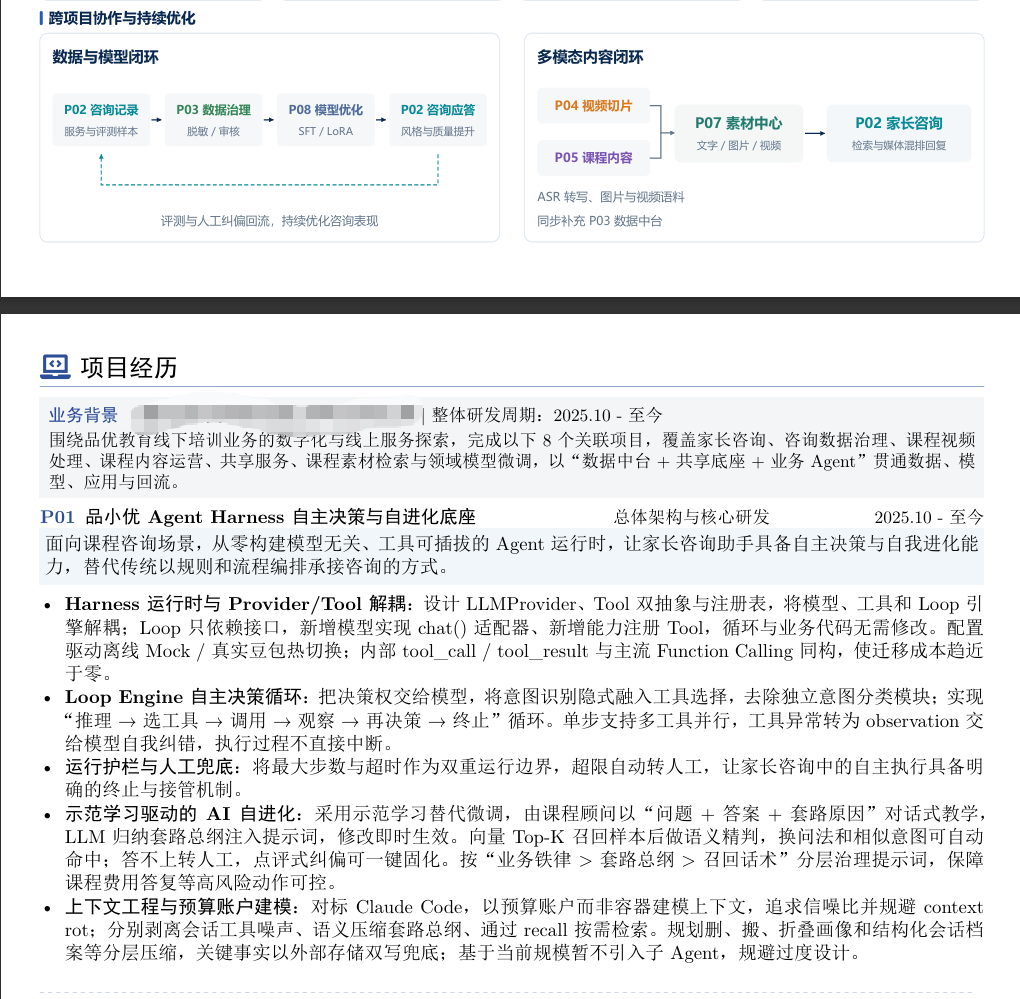 跨项目协作与持续优化
数据与模型闭环
P02 咨询记录
服务与评测样本
P03 数据治理
脱敏 / 审核
P08 模型优化
SFT / LoRA
P02 咨询应答
风格与质量提升
评测与人工纠偏回流，持续优化咨询表现
多模态内容闭环
P04 视频切片
P05 课程内容
P07 素材中心
文字 / 图片 / 视频
P02 家长咨询
检索与媒体混排回复
ASR 转写、图片与视频语料
同步补充 P03 数据中台
项目经历
业务背景 | 整体研发周期：2025.10 - 至今
围绕品优教育线下培训业务的数字化与线上服务探索，完成以下 8 个关联项目，覆盖家长咨询、咨询数据治理、课程视频
处理、课程内容运营、共享服务、课程素材检索与领域模型微调，以“数据中台 + 共享底座 + 业务 Agent”贯通数据、模
型、应用与回流。
P01 品小优 Agent Harness 自主决策与自进化底座 总体架构与核心研发 2025.10 - 至今
面向课程咨询场景，从零构建模型无关、工具可插拔的 Agent 运行时，让家长咨询助手具备自主决策与自我进化能
力，替代传统以规则和流程编排承接咨询的方式。
• Harness 运行时与 Provider/Tool 解耦：设计 LLMProvider、Tool 双抽象与注册表，将模型、工具和 Loop 引
擎解耦；Loop 只依赖接口，新增模型实现 chat() 适配器、新增能力注册 Tool，循环与业务代码无需修改。配置
驱动离线 Mock / 真实豆包热切换；内部 tool_call / tool_result 与主流 Function Calling 同构，使迁移成本趋近
于零。
• Loop Engine 自主决策循环：把决策权交给模型，将意图识别隐式融入工具选择，去除独立意图分类模块；实现
“推理 → 选工具 → 调用 → 观察 → 再决策 → 终止”循环。单步支持多工具并行，工具异常转为 observation 交
给模型自我纠错，执行过程不直接中断。
• 运行护栏与人工兜底：将最大步数与超时作为双重运行边界，超限自动转人工，让家长咨询中的自主执行具备明
确的终止与接管机制。
• 示范学习驱动的 AI 自进化：采用示范学习替代微调，由课程顾问以“问题 + 答案 + 套路原因”对话式教学，
LLM 归纳套路总纲注入提示词，修改即时生效。向量 Top-K 召回样本后做语义精判，换问法和相似意图可自动
命中；答不上转人工，点评式纠偏可一键固化。按“业务铁律 > 套路总纲 > 召回话术”分层治理提示词，保障
课程费用答复等高风险动作可控。
• 上下文工程与预算账户建模：对标 Claude Code，以预算账户而非容器建模上下文，追求信噪比并规避 context
rot；分别剥离会话工具噪声、语义压缩套路总纲、通过 recall 按需检索。规划删、搬、折叠画像和结构化会话档
案等分层压缩，关键事实以外部存储双写兜底；基于当前规模暂不引入子 Agent，规避过度设计。